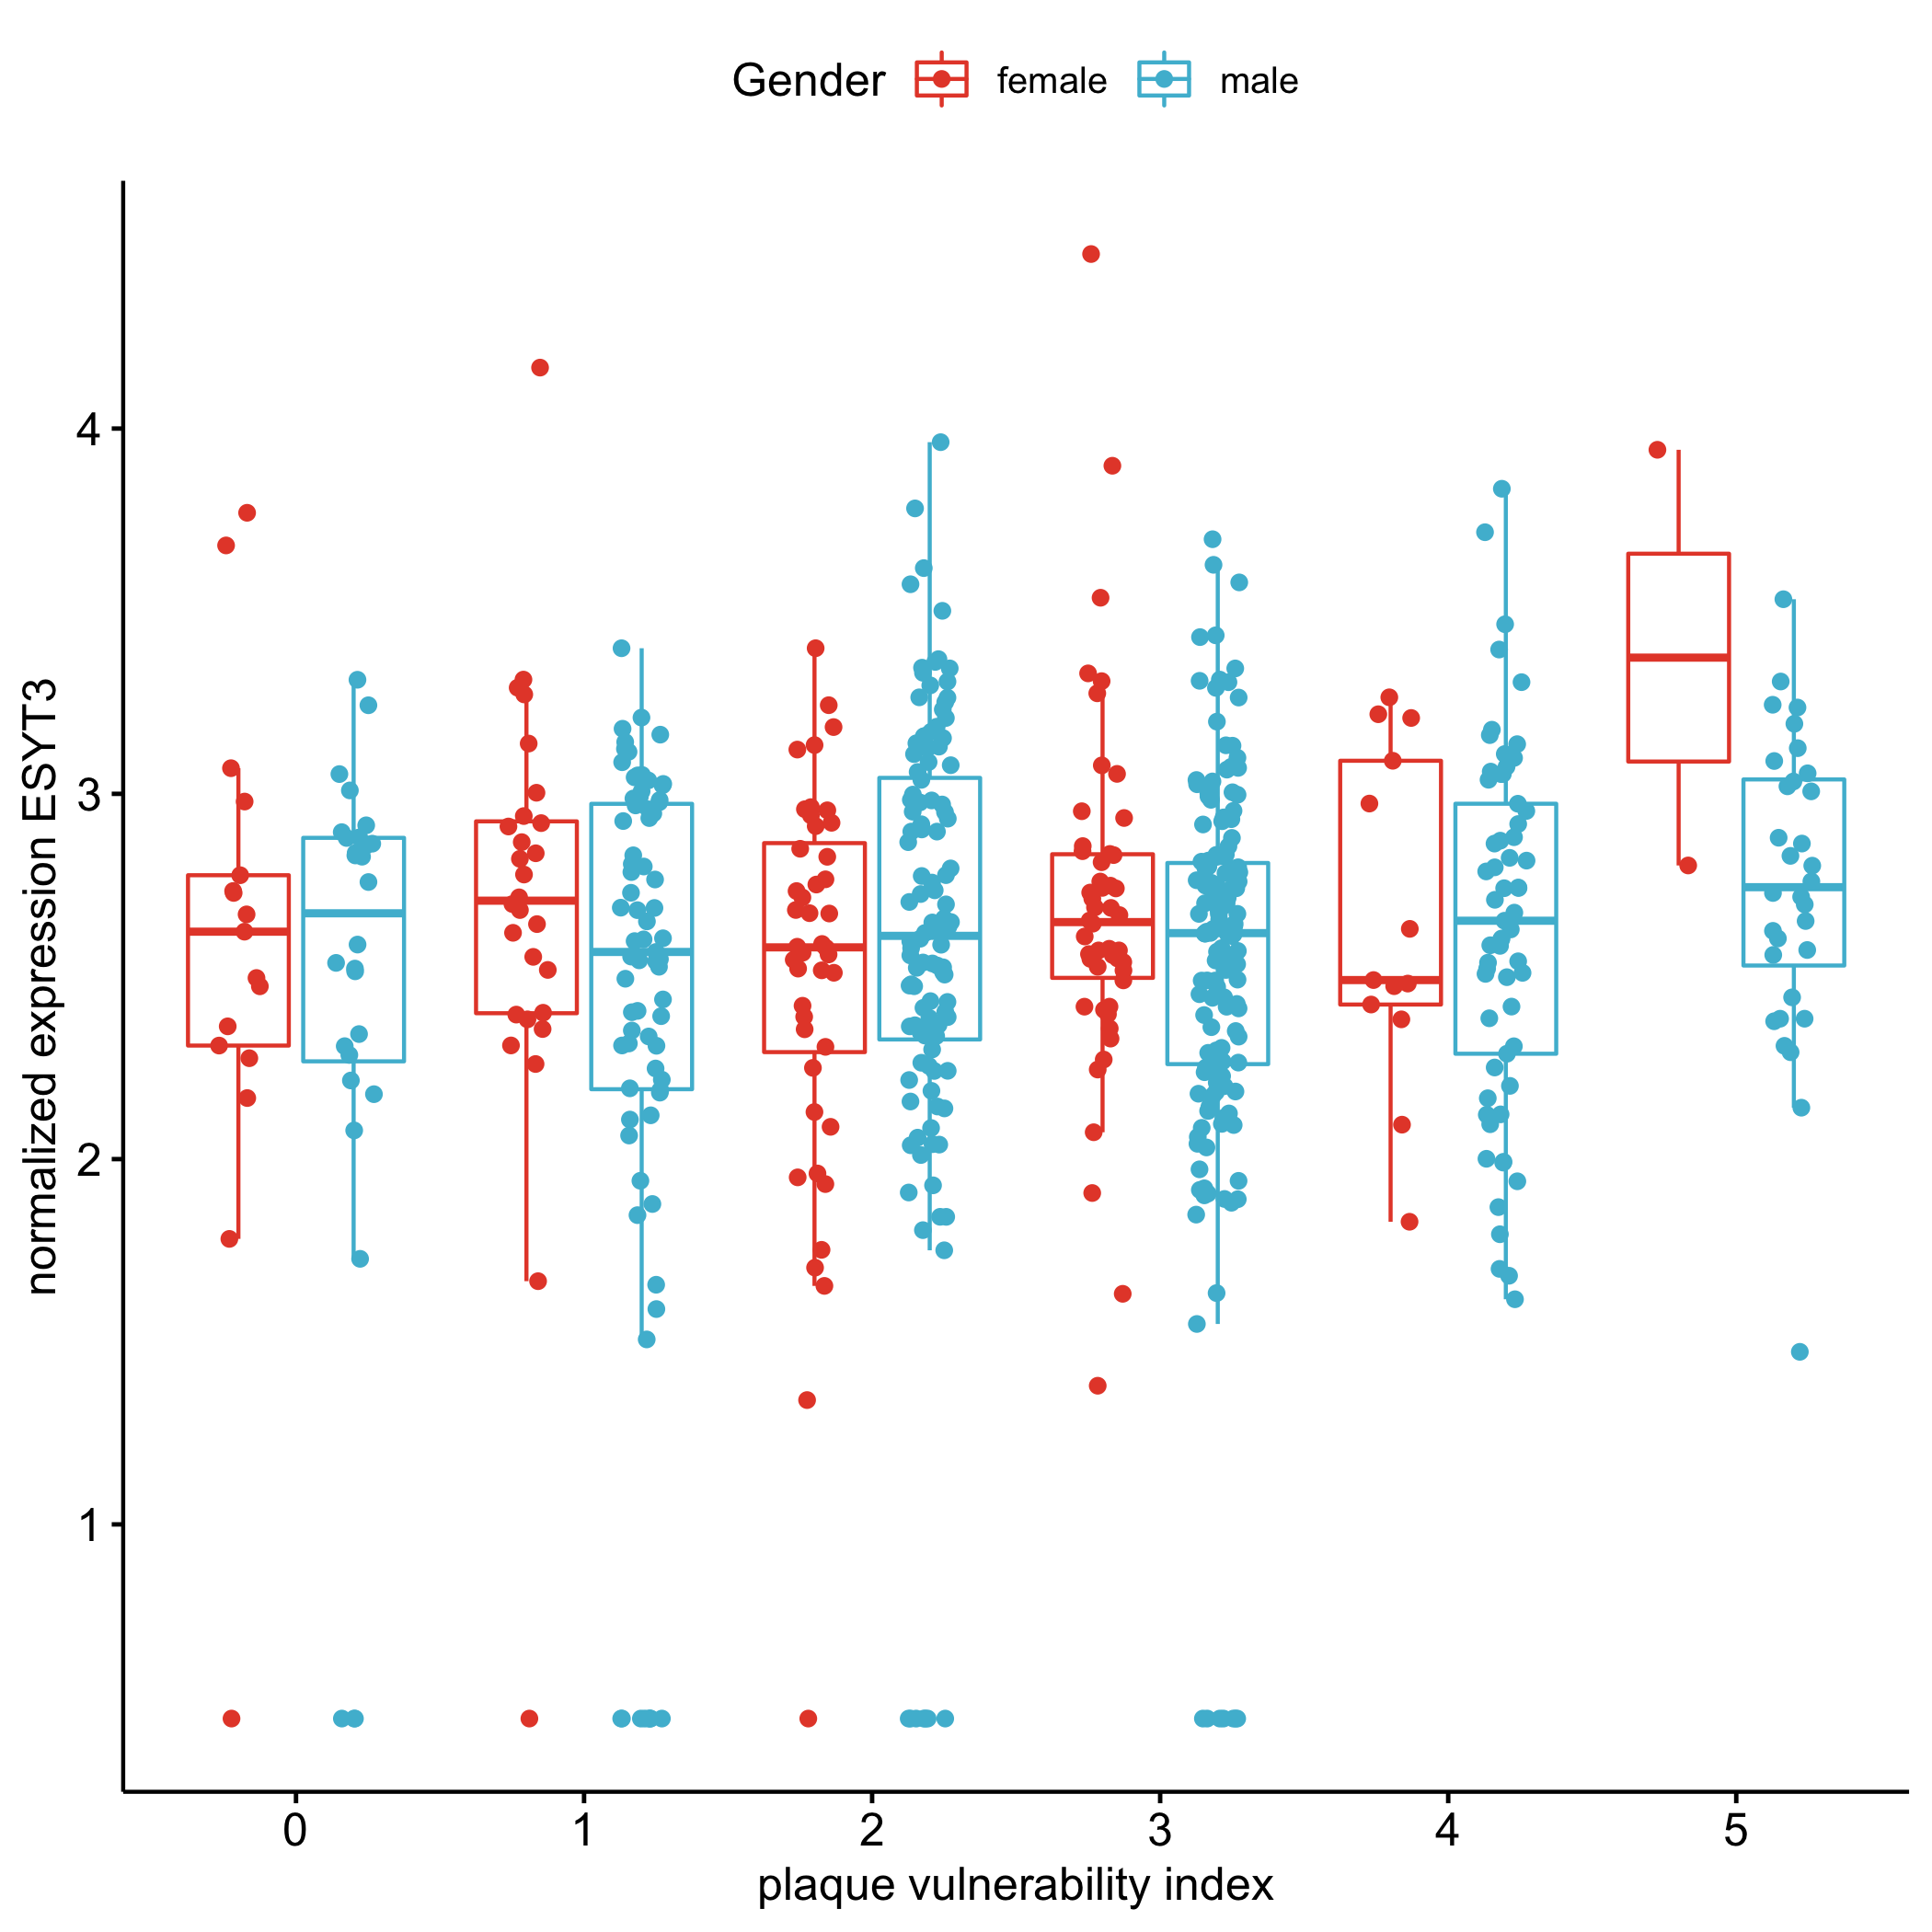 Gender female male
normalized expression ESYT3
4
3
2
1
0 1 2 3 4 5
plaque vulnerability index